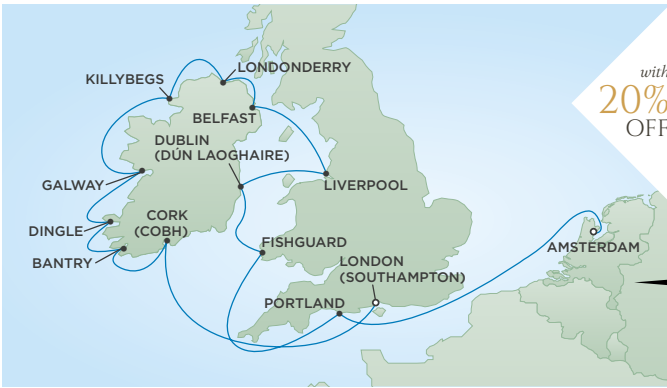 LONDONDERRY
KILLYBEGS
BELFAST
DUBLIN
(DÚN LAOGHAIRE)
GALWAY
LIVERPOOL
CORK
(COBH)
DINGLE
BANTRY
FISHGUARD
LONDON
(SOUTHAMPTON)
PORTLAND
AMSTERDAM
with
20%
OFF